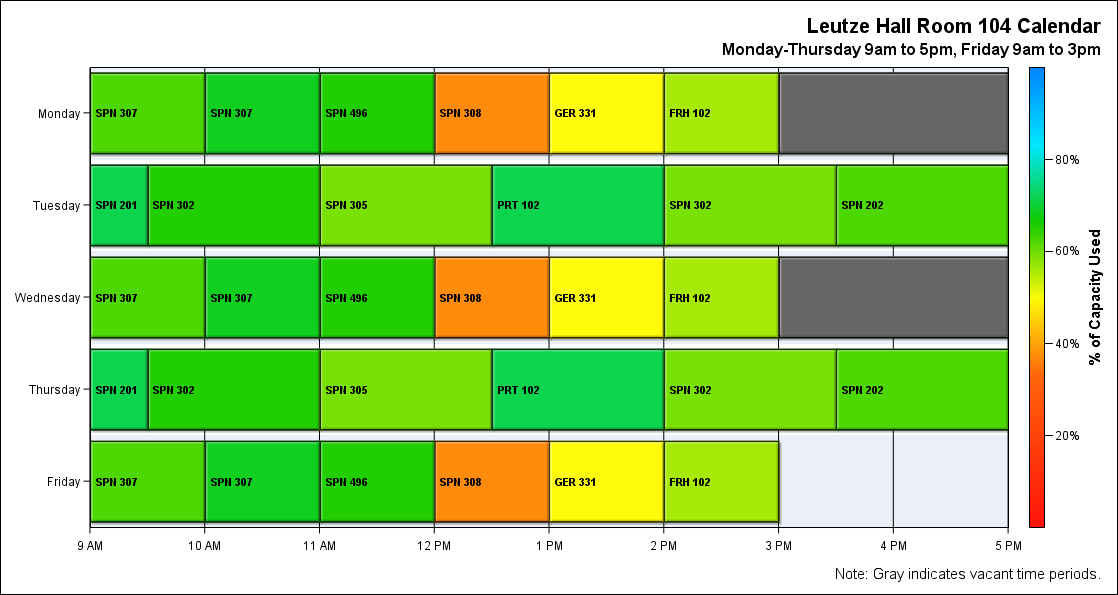 Leutze Hall Room 104 Calendar
Monday-Thursday 9am to 5pm, Friday 9am to 3pm
Monday
SPN 307 SPN 307 SPN 496 SPN 308 GER 331 FRH 102
Tuesday
SPN 201 SPN 302 SPN 305 PRT 102 SPN 302 SPN 202
Wednesday
SPN 307 SPN 307 SPN 496 SPN 308 GER 331 FRH 102
Thursday
SPN 201 SPN 302 SPN 305 PRT 102 SPN 302 SPN 202
Friday
SPN 307 SPN 307 SPN 496 SPN 308 GER 331 FRH 102
9 AM 10 AM 11 AM 12 PM 1 PM 2 PM 3 PM 4 PM 5 PM
80%
60%
40%
20%
% of Capacity Used
Note: Gray indicates vacant time periods.